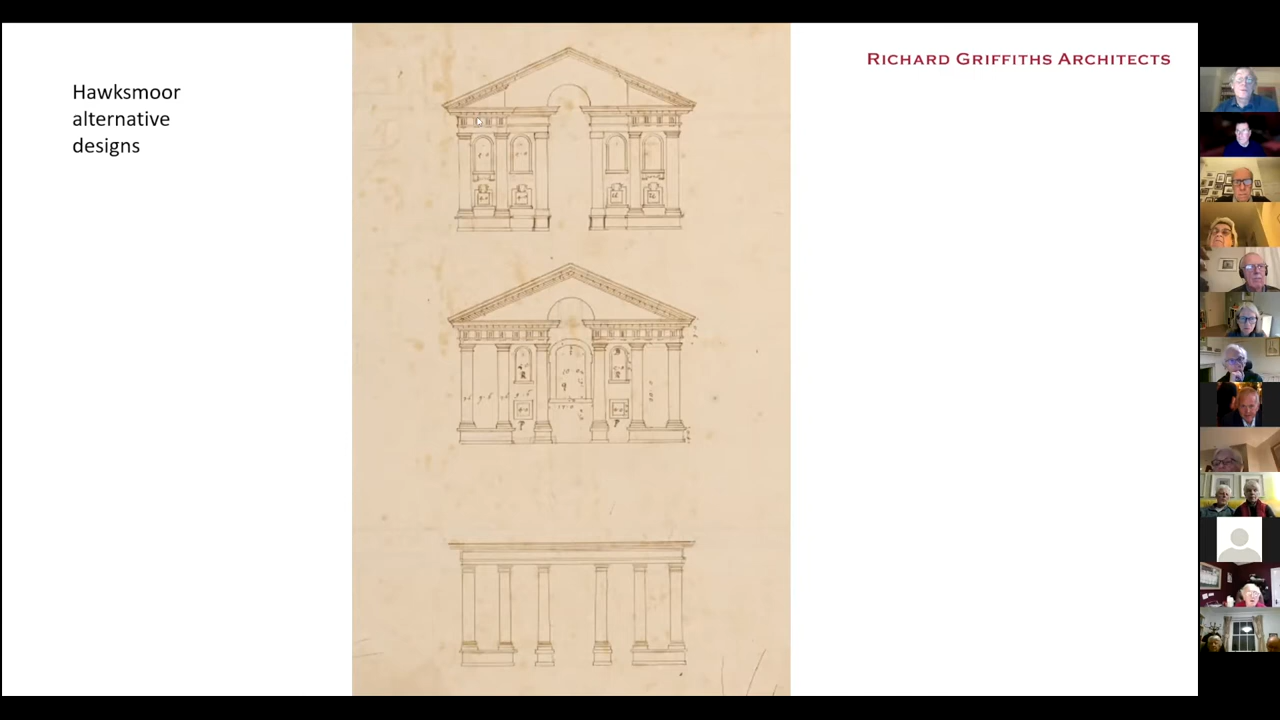 Hawksmoor
alternative
designs
RICHARD GRIFFITHS ARCHITECTS